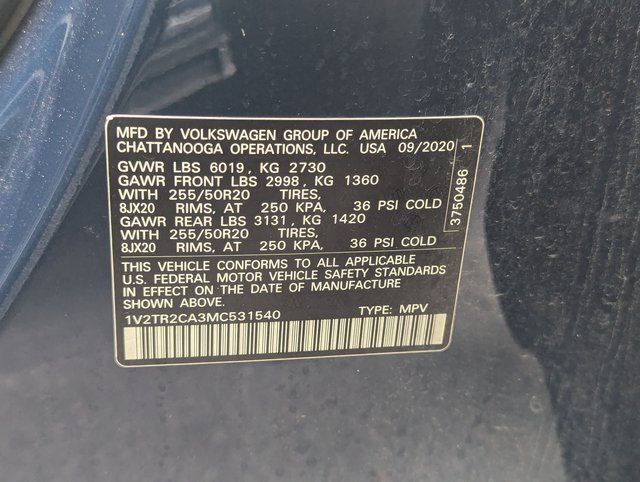 MFD BY VOLKSWAGEN GROUP OF AMERICA
CHATTANOOGA OPERATIONS, LLC. USA 09/2020
GVWR LBS 6019, KG 2730
GAWR FRONT LBS 2998, KG 1360
WITH 255/50R20 TIRES,
8JX20 RIMS, AT 250 KPA, 36 PSI COLD
GAWR REAR LBS 3131, KG 1420
WITH 255/50R20 TIRES,
8JX20 RIMS, AT 250 KPA, 36 PSI COLD
THIS VEHICLE CONFORMS TO ALL APPLICABLE
U.S. FEDERAL MOTOR VEHICLE SAFETY STANDARDS
IN EFFECT ON THE DATE OF MANUFACTURE
SHOWN ABOVE.
1V2TR2CA3MC531540 TYPE: MPV
3750486 1